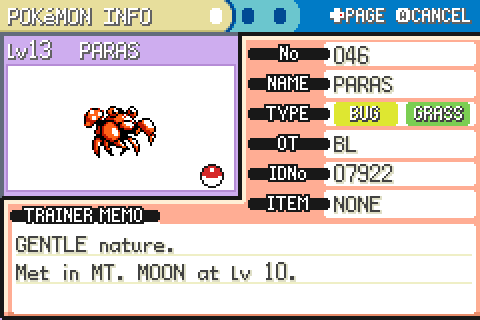 POKéMON INFO
PAGE CANCEL
Lv13 PARAS
No 046
NAME PARAS
TYPE BUG GRASS
OT BL
IDNo 07922
ITEM NONE
TRAINER MEMO
GENTLE nature.
Met in MT. MOON at Lv 10.